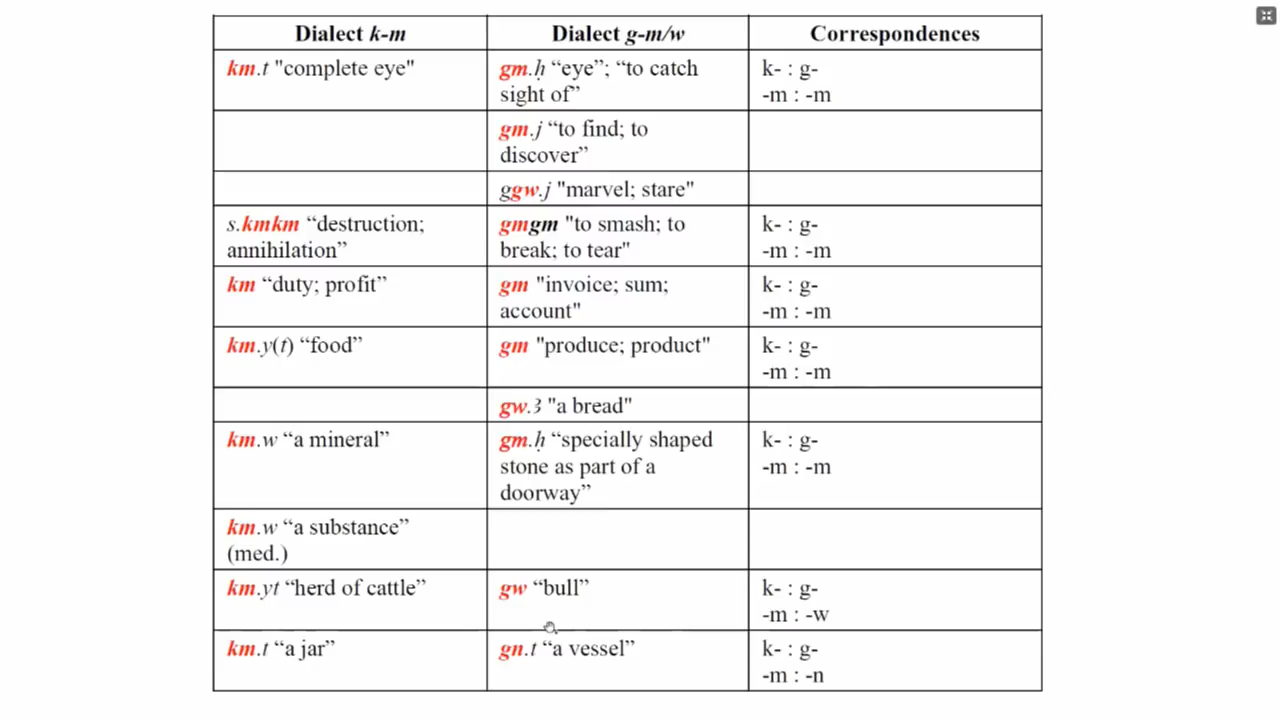 Dialect k-m Dialect g-m/w Correspondences
km.t "complete eye" gm.ḥ “eye”; “to catch k- : g-
sight of” -m : -m
gm.j “to find; to
discover”
ggw.j "marvel; stare"
s.kmkm “destruction; gmgm "to smash; to k- : g-
annihilation” break; to tear" -m : -m
km “duty; profit” gm "invoice; sum; k- : g-
account" -m : -m
km.y(t) “food” gm "produce; product" k- : g-
-m : -m
gw.3 "a bread"
km.w “a mineral” gm.ḥ “specially shaped k- : g-
stone as part of a -m : -m
doorway”
km.w “a substance”
(med.)
km.yt “herd of cattle” gw “bull” k- : g-
-m : -w
km.t “a jar” gn.t “a vessel” k- : g-
-m : -n